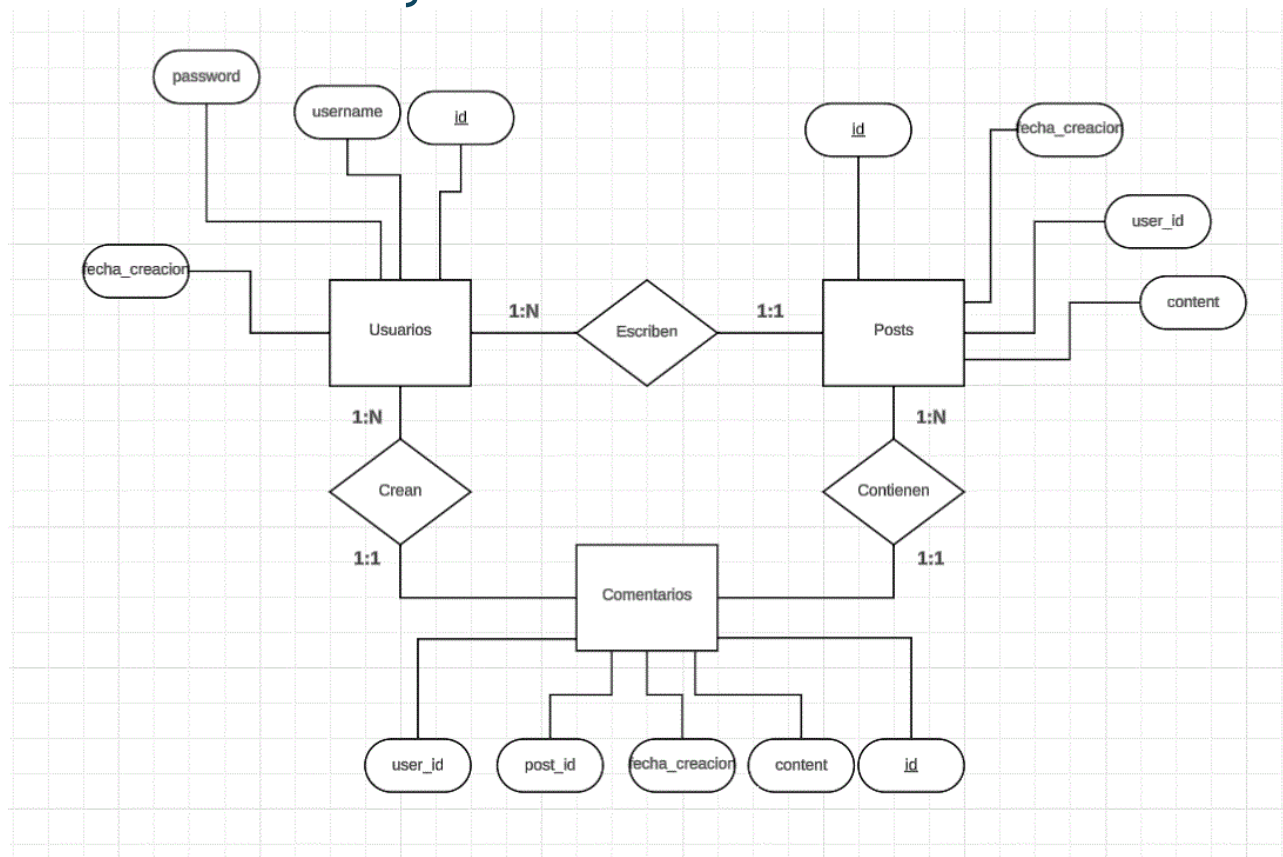 password
username
id
id
fecha_creacion
user_id
fecha_creacion
content
1:N
1:1
Usuarios
Escriben
Posts
1:N
1:N
Crean
Contienen
1:1
1:1
Comentarios
user_id
post_id
fecha_creacion
content
id